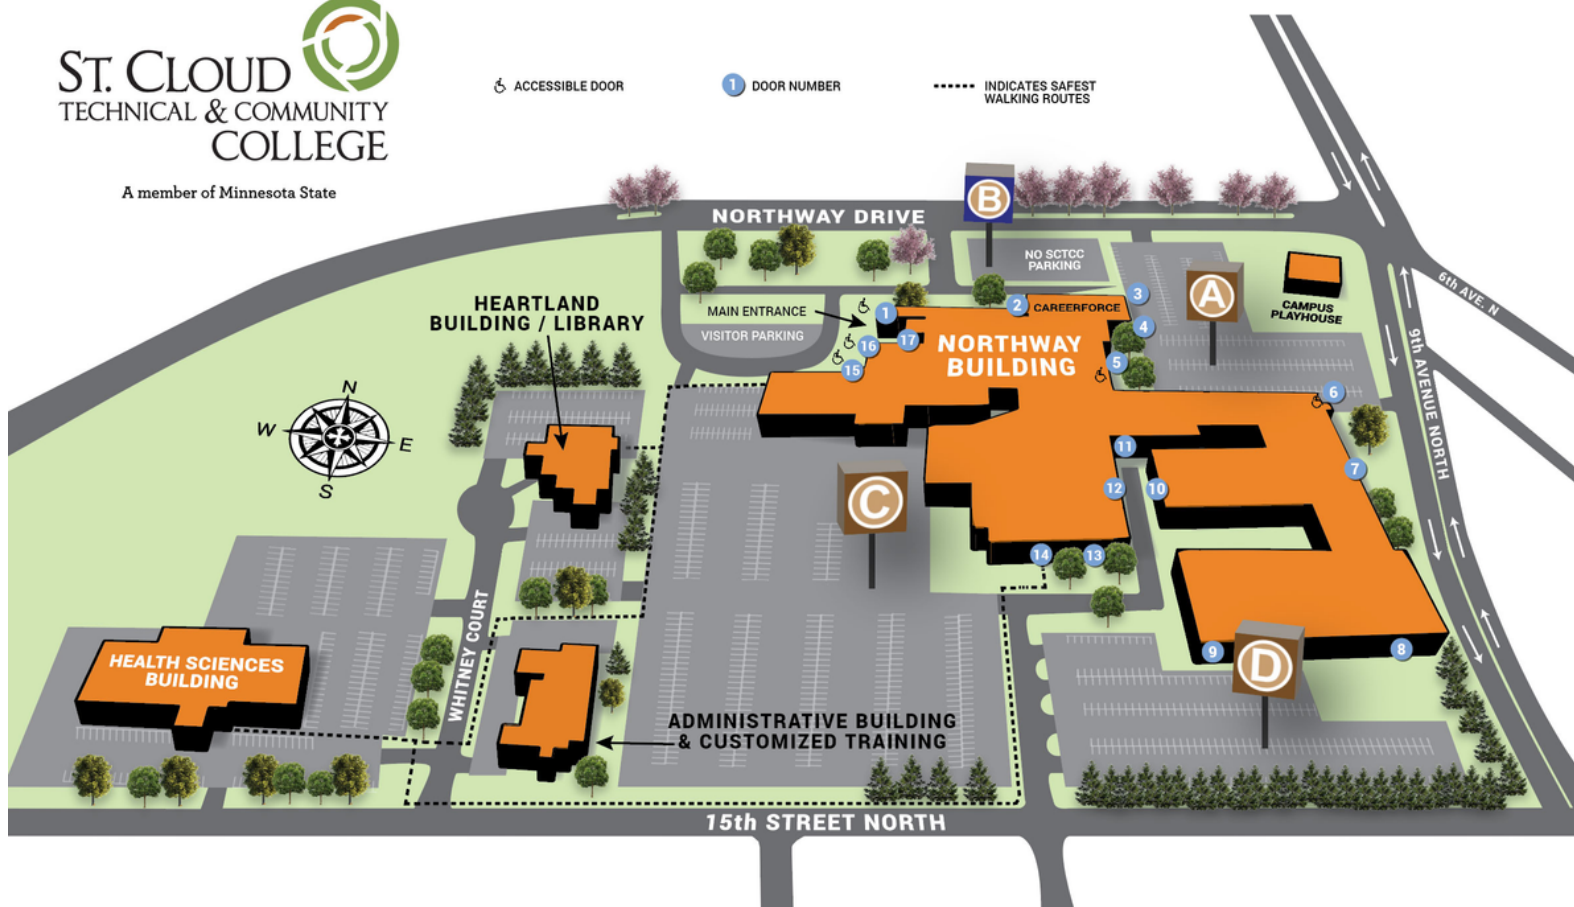 ST. CLOUD
TECHNICAL & COMMUNITY
COLLEGE
A member of Minnesota State
ACCESSIBLE DOOR
1 DOOR NUMBER
INDICATES SAFEST
WALKING ROUTES
B
NORTHWAY DRIVE
NO SCTCC
PARKING
A
6th AVE. N
CAMPUS
PLAYHOUSE
9th AVENUE NORTH
HEARTLAND
BUILDING / LIBRARY
MAIN ENTRANCE
VISITOR PARKING
1
2
CAREERFORCE
3
4
5
6
7
16
17
15
NORTHWAY
BUILDING
N
W
E
S
C
11
12
10
14
13
WHITNEY COURT
HEALTH SCIENCES
BUILDING
9
D
8
ADMINISTRATIVE BUILDING
& CUSTOMIZED TRAINING
15th STREET NORTH